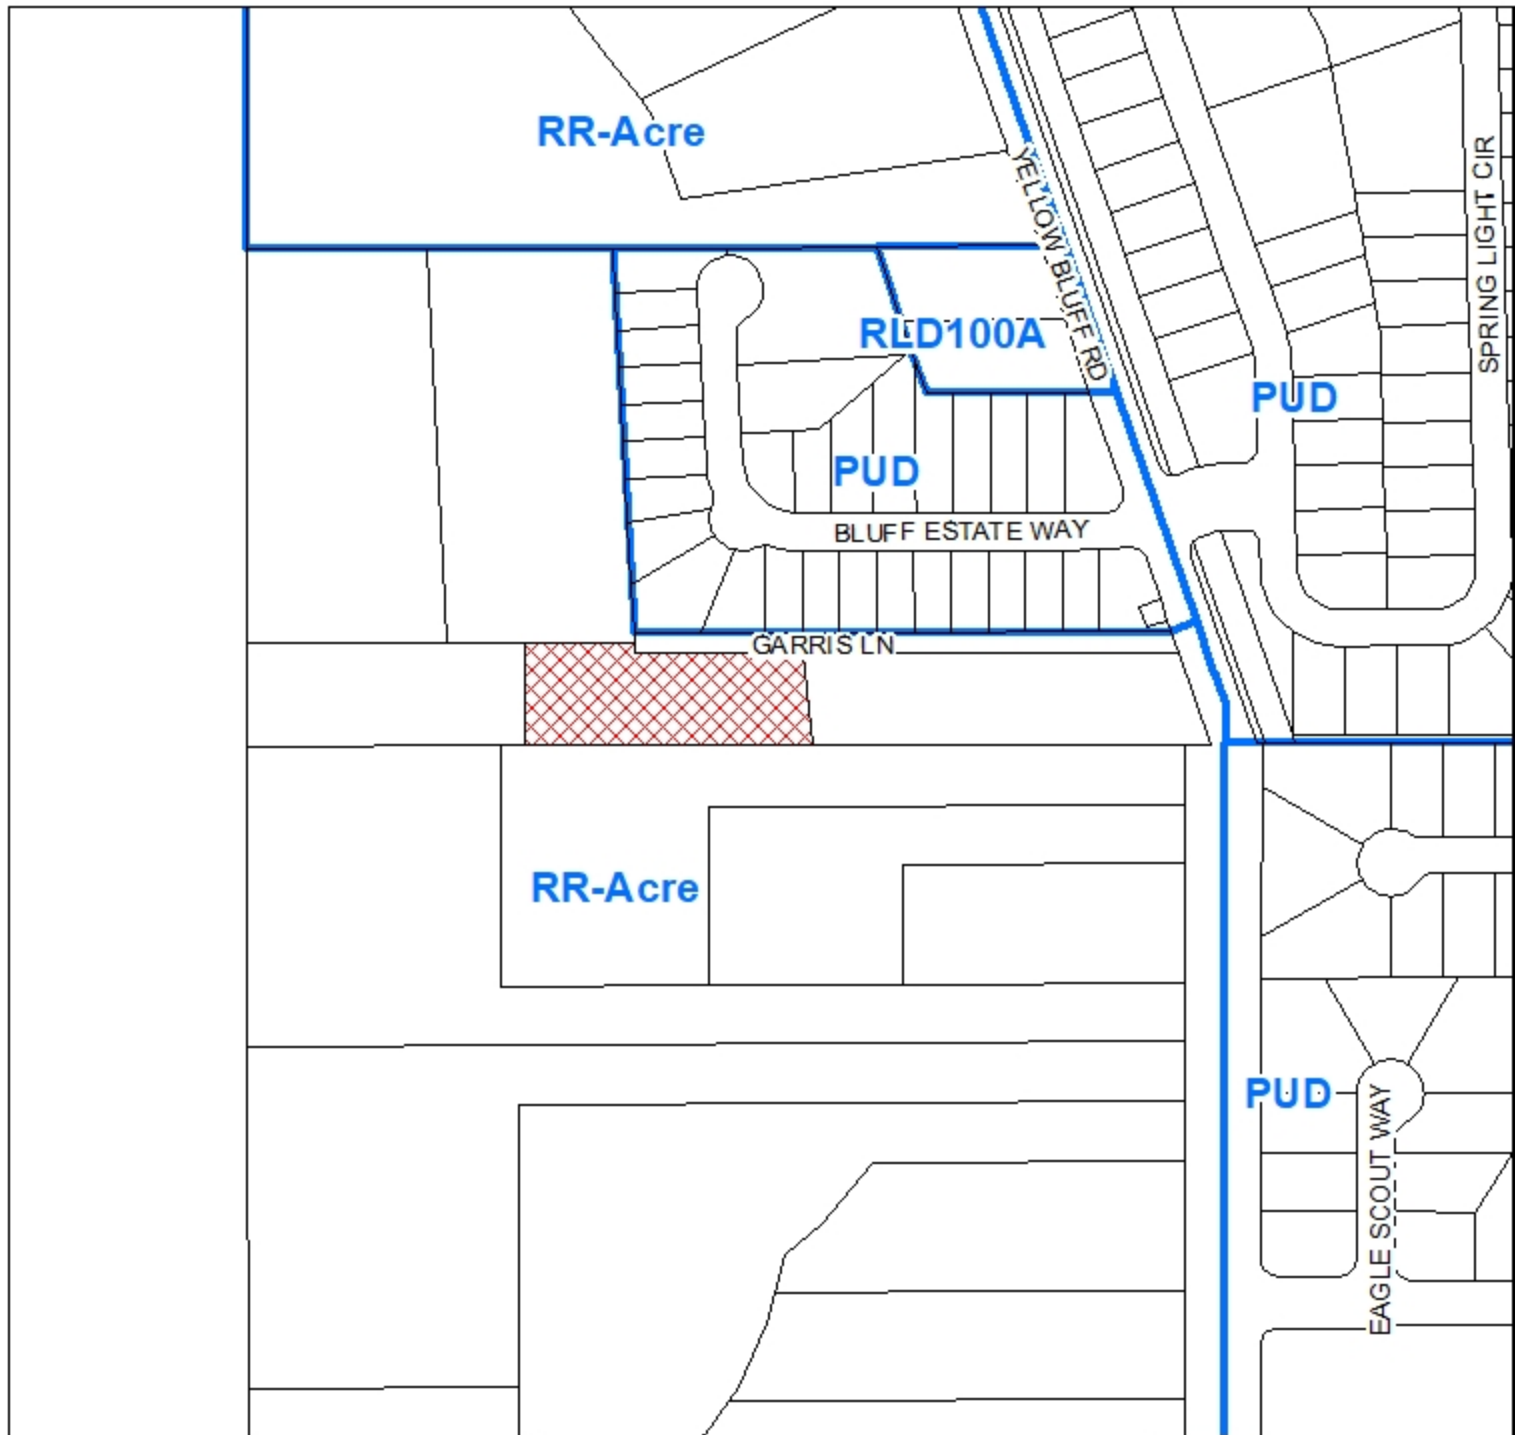 RR-Acre
YELLOW BLUFF RD
SPRING LIGHT CIR
RLD100A
PUD
PUD
BLUFF ESTATE WAY
GARRIS LN
RR-Acre
PUD
EAGLE SCOUT WAY